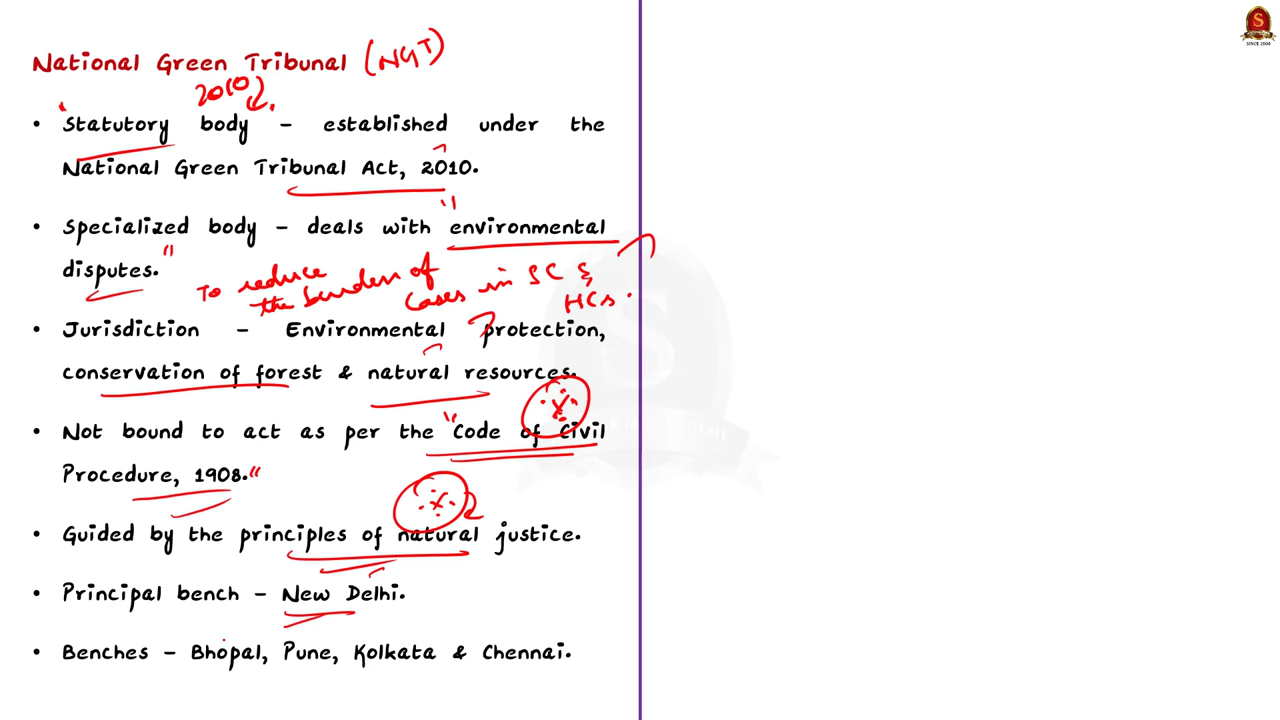 National Green Tribunal (NGT)
2010
• "Statutory body" - established under the
National Green Tribunal Act, 2010.
• Specialized body - deals with "environmental
disputes."
To reduce the burden of cases in SC & HCs.
• Jurisdiction - Environmental protection,
conservation of forest & natural resources.
• Not bound to act as per the "Code of Civil
Procedure, 1908."
• Guided by the principles of natural justice.
• Principal bench - New Delhi.
• Benches - Bhopal, Pune, Kolkata & Chennai.
S
SINCE 2004